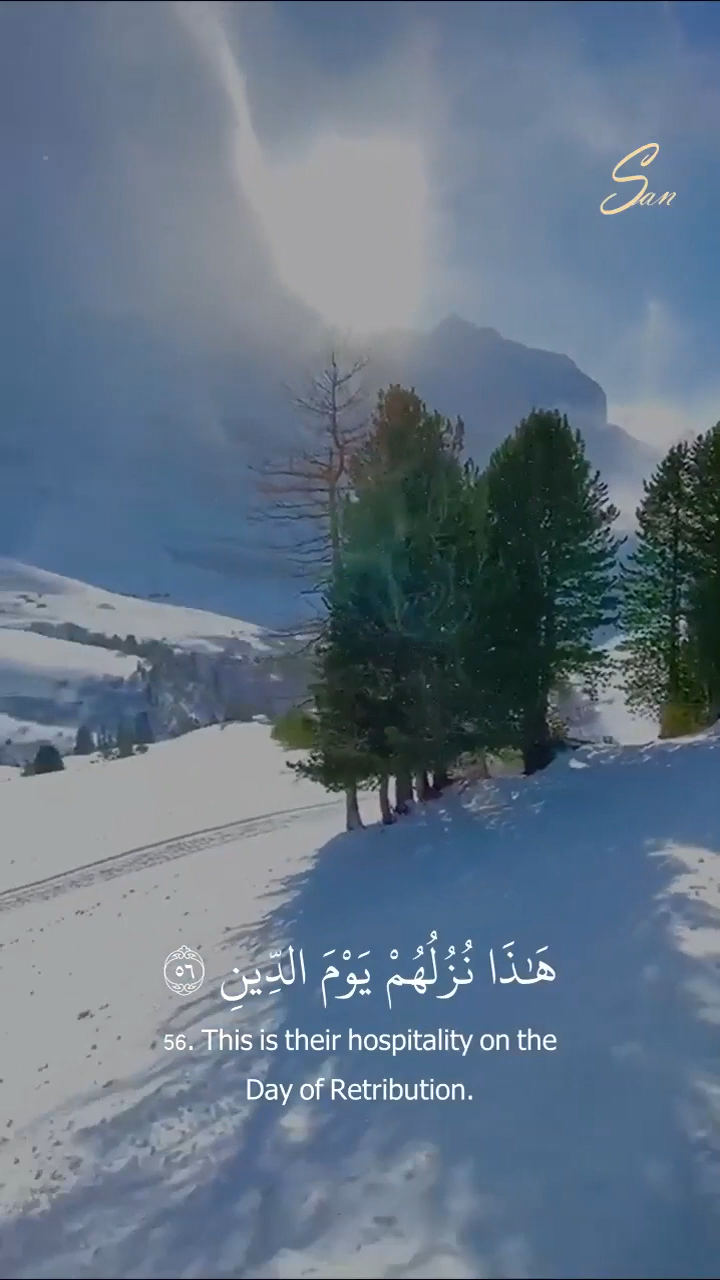 San
هَـٰذَا نُزُلُهُمْ يَوْمَ الدِّينِ ٥٦
56. This is their hospitality on the
Day of Retribution.